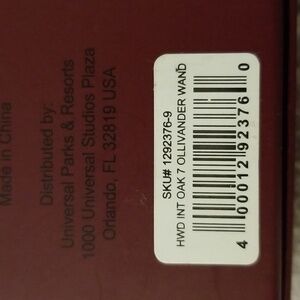 Made in China
Distributed by:
Universal Parks & Resorts
1000 Universal Studios Plaza
Orlando, FL 32819 USA
SKU# 1292376-9
HWD INT OAK 7 OLLIVANDER WAND
4 00012 92376 0